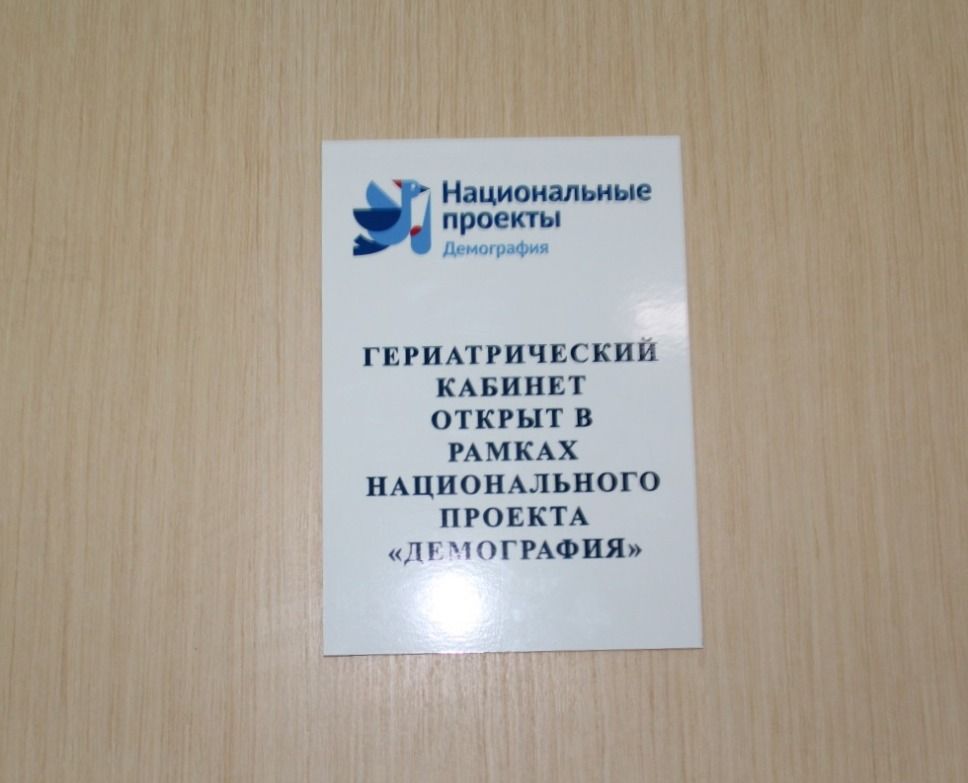 Национальные
проекты
Демография
ГЕРИАТРИЧЕСКИЙ
КАБИНЕТ
ОТКРЫТ В
РАМКАХ
НАЦИОНАЛЬНОГО
ПРОЕКТА
«ДЕМОГРАФИЯ»